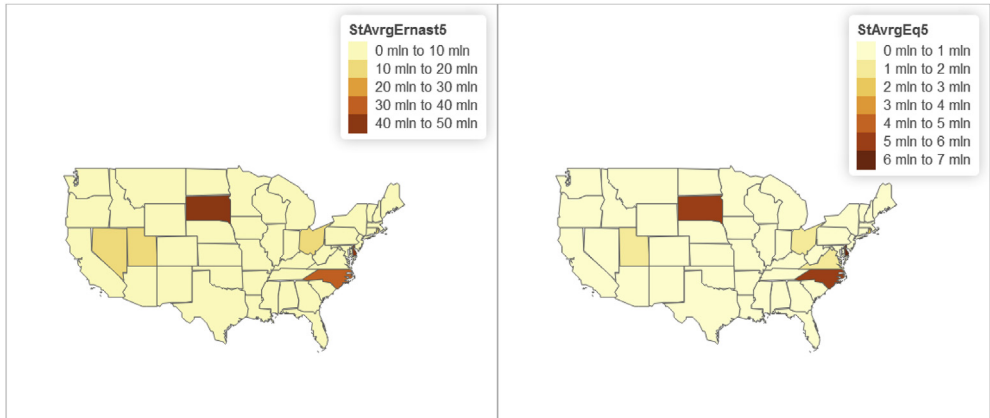 StAvrgErnast5
0 mln to 10 mln
10 mln to 20 mln
20 mln to 30 mln
30 mln to 40 mln
40 mln to 50 mln
StAvrgEq5
0 mln to 1 mln
1 mln to 2 mln
2 mln to 3 mln
3 mln to 4 mln
4 mln to 5 mln
5 mln to 6 mln
6 mln to 7 mln